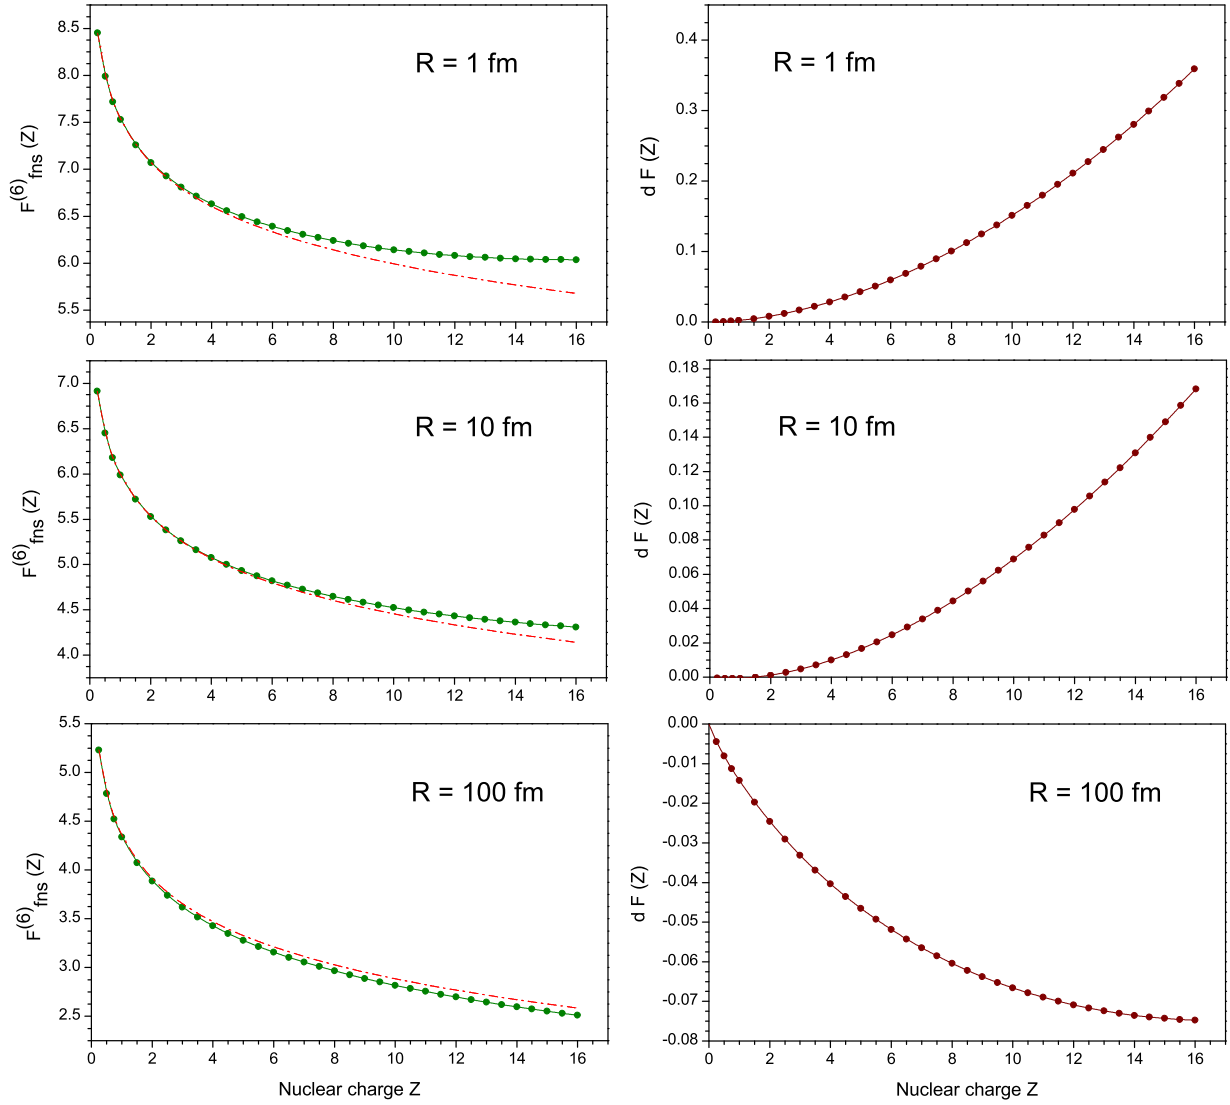 R = 1 fm
F(6)fns (Z)
8.5
8.0
7.5
7.0
6.5
6.0
5.5
0 2 4 6 8 10 12 14 16
R = 1 fm
d F (Z)
0.4
0.3
0.2
0.1
0.0
0 2 4 6 8 10 12 14 16
R = 10 fm
F(6)fns (Z)
7.0
6.5
6.0
5.5
5.0
4.5
4.0
0 2 4 6 8 10 12 14 16
R = 10 fm
d F (Z)
0.18
0.16
0.14
0.12
0.10
0.08
0.06
0.04
0.02
0.00
0 2 4 6 8 10 12 14 16
R = 100 fm
F(6)fns (Z)
5.5
5.0
4.5
4.0
3.5
3.0
2.5
0 2 4 6 8 10 12 14 16
Nuclear charge Z
R = 100 fm
d F (Z)
0.00
-0.01
-0.02
-0.03
-0.04
-0.05
-0.06
-0.07
-0.08
0 2 4 6 8 10 12 14 16
Nuclear charge Z